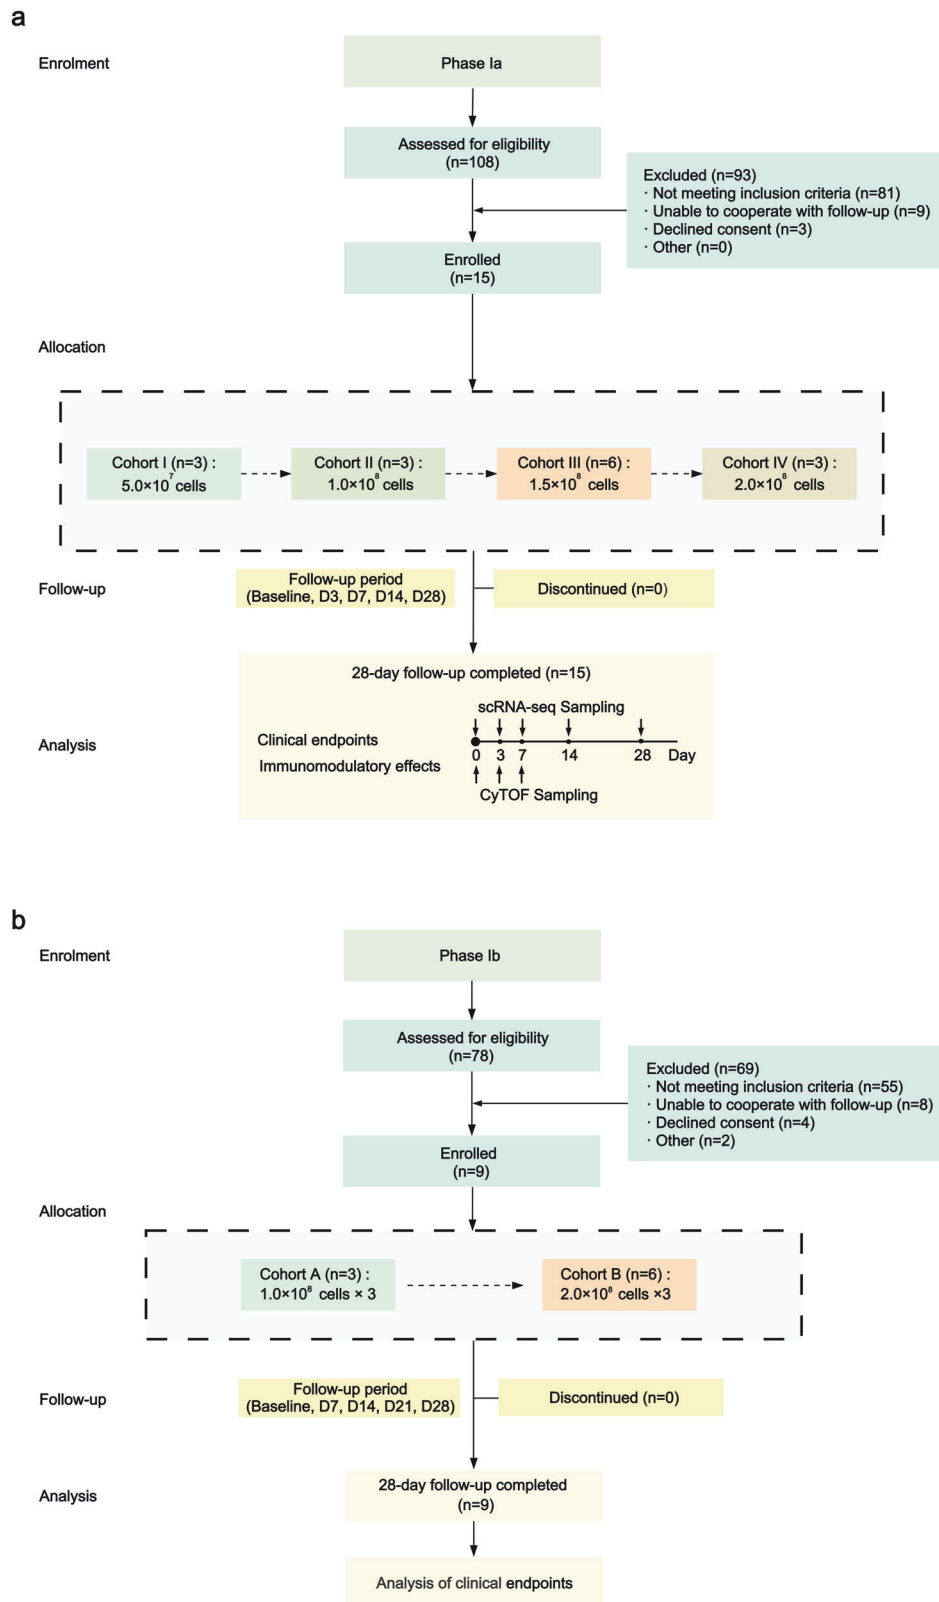 a
Enrolment
Phase Ia
Assessed for eligibility
(n=108)
Excluded (n=93)
· Not meeting inclusion criteria (n=81)
· Unable to cooperate with follow-up (n=9)
· Declined consent (n=3)
· Other (n=0)
Enrolled
(n=15)
Allocation
Cohort I (n=3) :
5.0×10⁷ cells
Cohort II (n=3) :
1.0×10⁸ cells
Cohort III (n=6) :
1.5×10⁸ cells
Cohort IV (n=3) :
2.0×10⁸ cells
Follow-up
Follow-up period
(Baseline, D3, D7, D14, D28)
Discontinued (n=0)
28-day follow-up completed (n=15)
Analysis
scRNA-seq Sampling
Clinical endpoints
Immunomodulatory effects
0 3 7 14 28 Day
CyTOF Sampling
b
Enrolment
Phase Ib
Assessed for eligibility
(n=78)
Excluded (n=69)
· Not meeting inclusion criteria (n=55)
· Unable to cooperate with follow-up (n=8)
· Declined consent (n=4)
· Other (n=2)
Enrolled
(n=9)
Allocation
Cohort A (n=3) :
1.0×10⁸ cells × 3
Cohort B (n=6) :
2.0×10⁸ cells ×3
Follow-up
Follow-up period
(Baseline, D7, D14, D21, D28)
Discontinued (n=0)
Analysis
28-day follow-up completed
(n=9)
Analysis of clinical endpoints